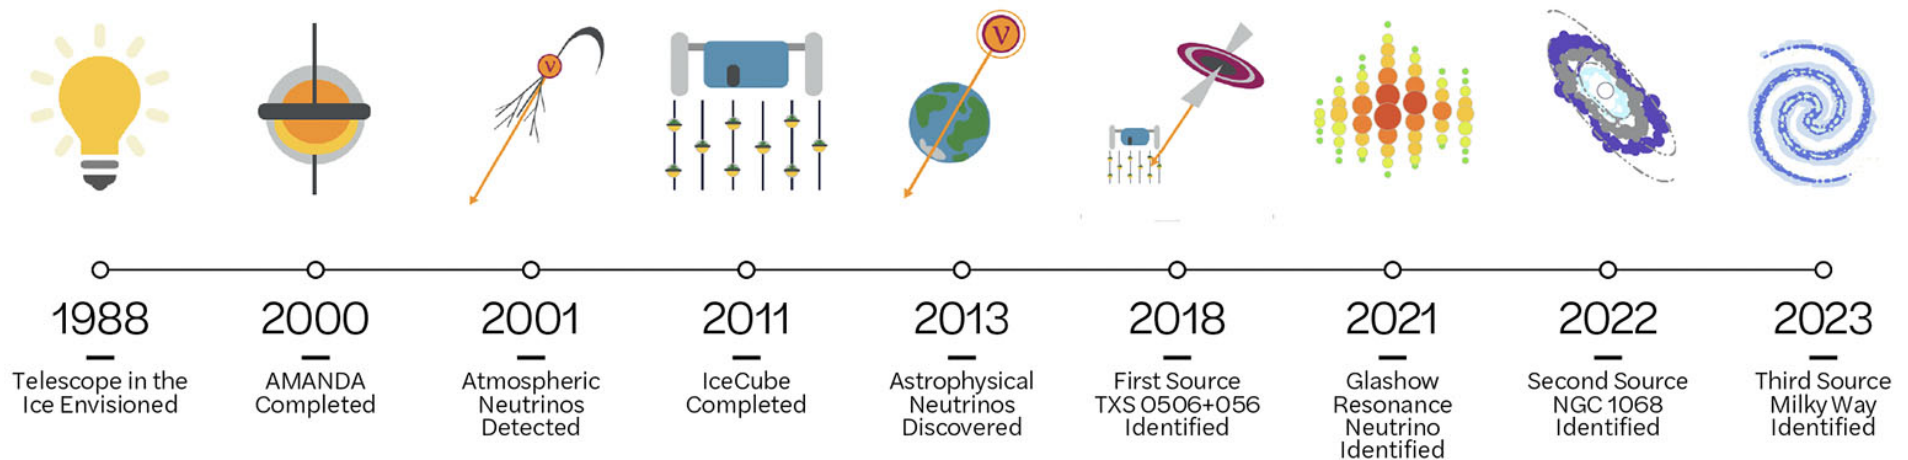 V
V
1988
Telescope in the
Ice Envisioned
2000
AMANDA
Completed
2001
Atmospheric
Neutrinos
Detected
2011
IceCube
Completed
2013
Astrophysical
Neutrinos
Discovered
2018
First Source
TXS 0506+056
Identified
2021
Glashow
Resonance
Neutrino
Identified
2022
Second Source
NGC 1068
Identified
2023
Third Source
Milky Way
Identified